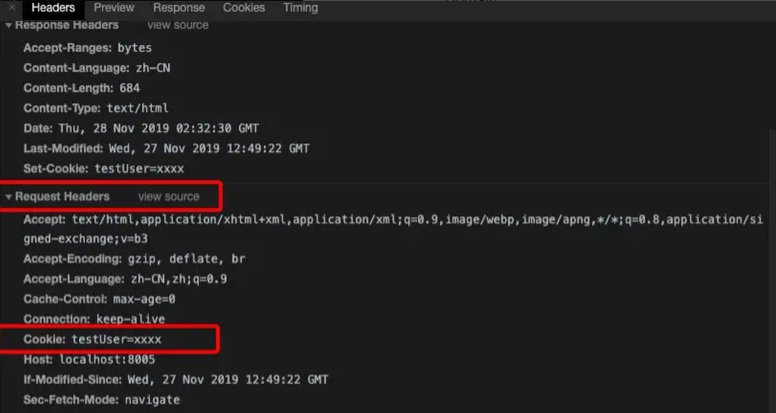 Headers Preview Response Cookies Timing
Response Headers view source
Accept-Ranges: bytes
Content-Language: zh-CN
Content-Length: 684
Content-Type: text/html
Date: Thu, 28 Nov 2019 02:32:30 GMT
Last-Modified: Wed, 27 Nov 2019 12:49:22 GMT
Set-Cookie: testUser=xxxx
Request Headers view source
Accept: text/html,application/xhtml+xml,application/xml;q=0.9,image/webp,image/apng,*/*;q=0.8,application/si
gned-exchange;v=b3
Accept-Encoding: gzip, deflate, br
Accept-Language: zh-CN,zh;q=0.9
Cache-Control: max-age=0
Connection: keep-alive
Cookie: testUser=xxxx
Host: localhost:8005
If-Modified-Since: Wed, 27 Nov 2019 12:49:22 GMT
Sec-Fetch-Mode: navigate